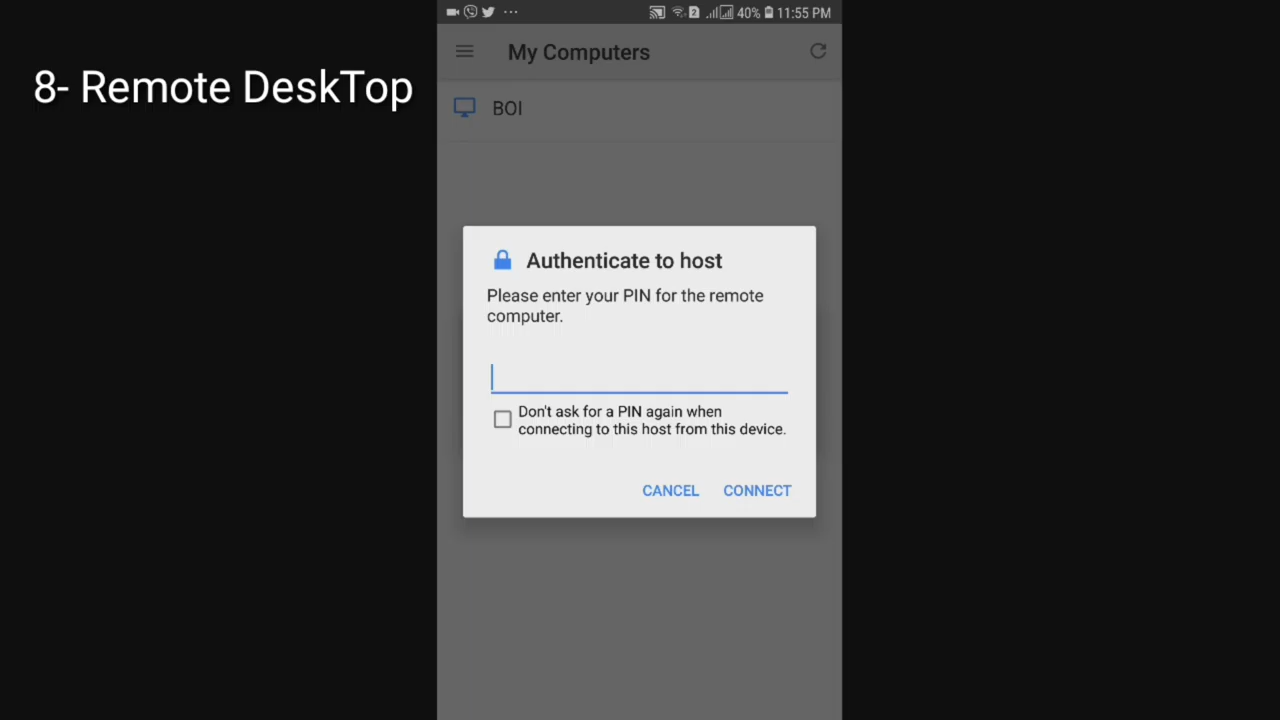 40% 11:55 PM
8- Remote DeskTop
My Computers
BOI
Authenticate to host
Please enter your PIN for the remote
computer.
Don't ask for a PIN again when
connecting to this host from this device.
CANCEL CONNECT